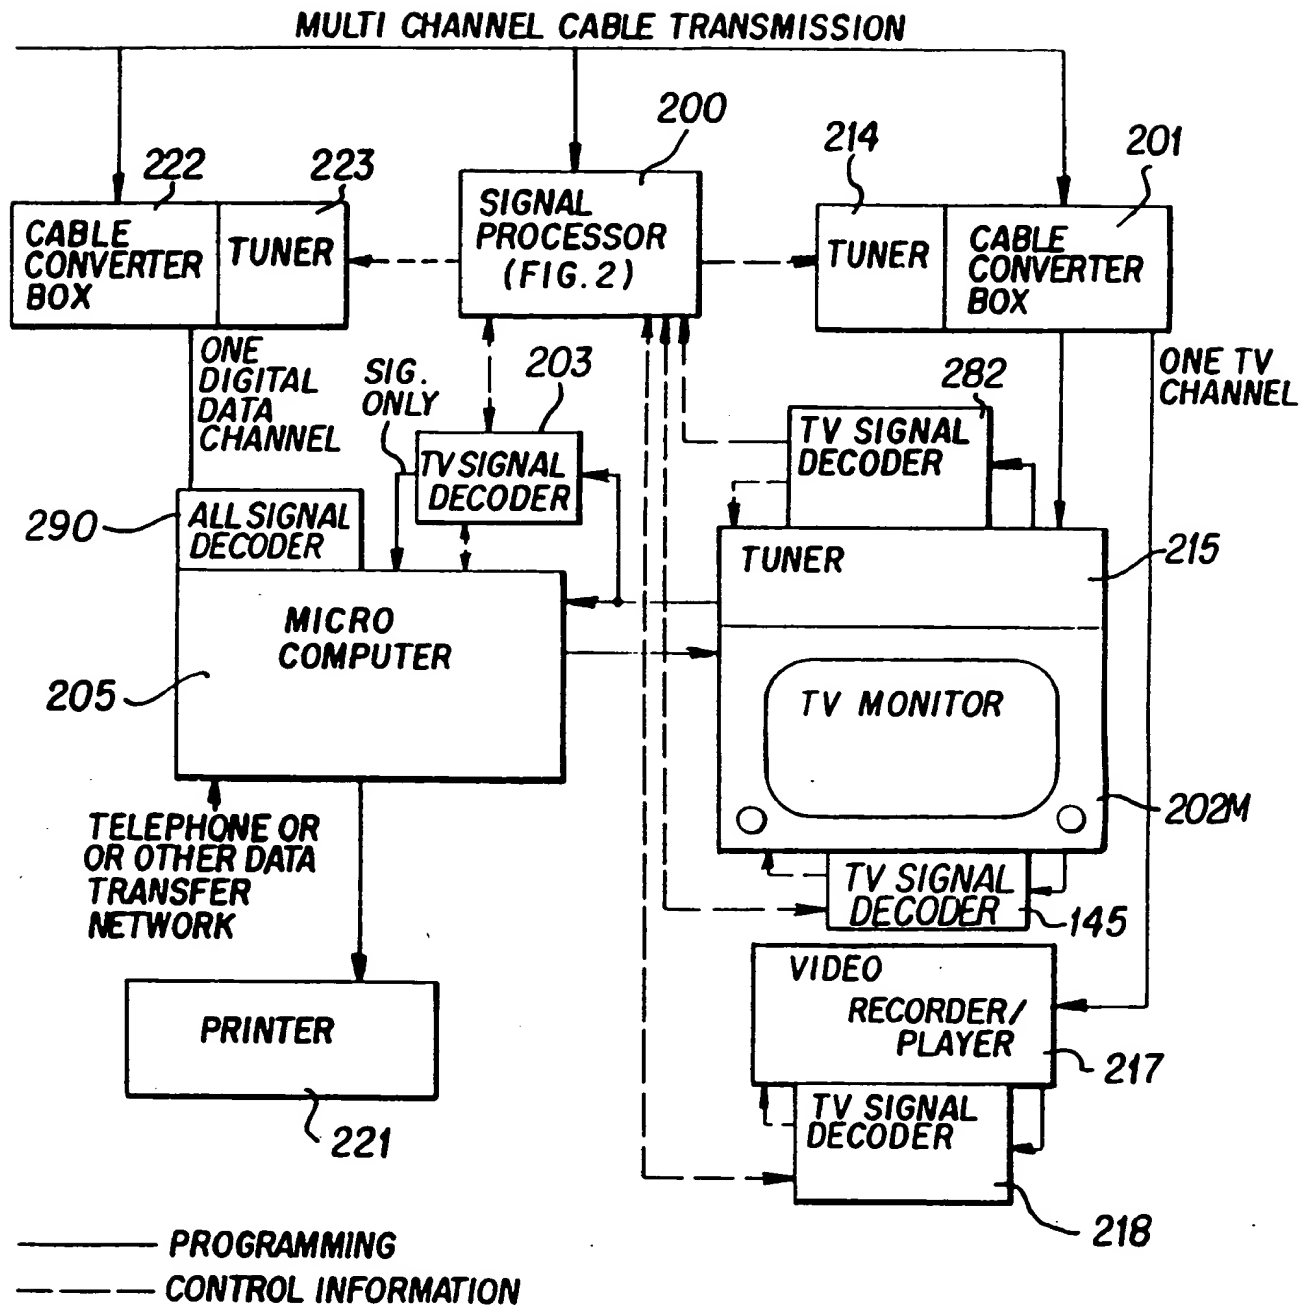 MULTI CHANNEL CABLE TRANSMISSION
200
214
201
222
223
CABLE
CONVERTER
BOX
TUNER
SIGNAL
PROCESSOR
(FIG. 2)
TUNER
CABLE
CONVERTER
BOX
ONE
DIGITAL
DATA
CHANNEL
SIG.
ONLY
203
282
ONE TV
CHANNEL
TV SIGNAL
DECODER
TV SIGNAL
DECODER
290
ALL SIGNAL
DECODER
TUNER
215
MICRO
COMPUTER
205
TV MONITOR
202M
TELEPHONE OR
OR OTHER DATA
TRANSFER
NETWORK
TV SIGNAL
DECODER
145
VIDEO
RECORDER/
PLAYER
217
PRINTER
221
TV SIGNAL
DECODER
218
PROGRAMMING
CONTROL INFORMATION